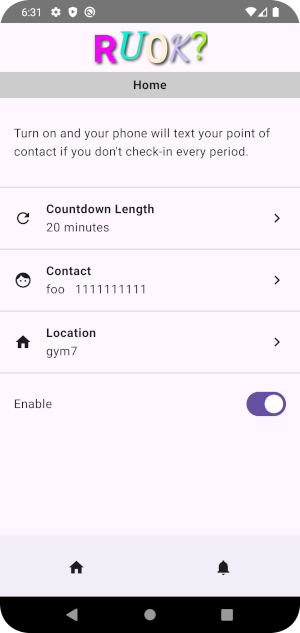 6:31
RUOK?
Home
Turn on and your phone will text your point of
contact if you don't check-in every period.
Countdown Length
20 minutes
Contact
foo 1111111111
Location
gym7
Enable